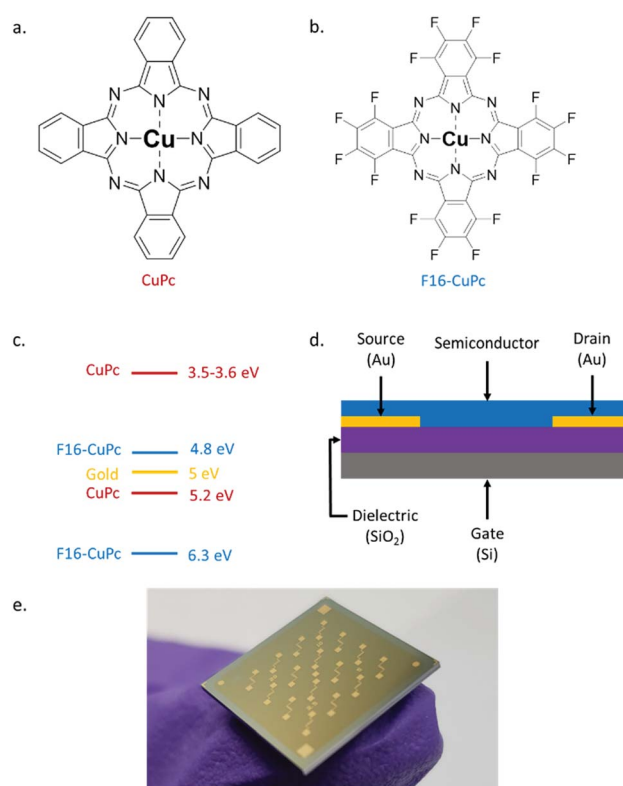 a.
N
N
N
N
Cu
N
N
N
N
CuPc
b.
F
F
F
F
N
N
N
F
F
F
F
N
Cu
N
F
F
F
F
N
N
N
F
F
F
F
F16-CuPc
c.
CuPc
3.5-3.6 eV
F16-CuPc
4.8 eV
Gold
5 eV
CuPc
5.2 eV
F16-CuPc
6.3 eV
d.
Source
(Au)
Semiconductor
Drain
(Au)
Dielectric
(SiO₂)
Gate
(Si)
e.